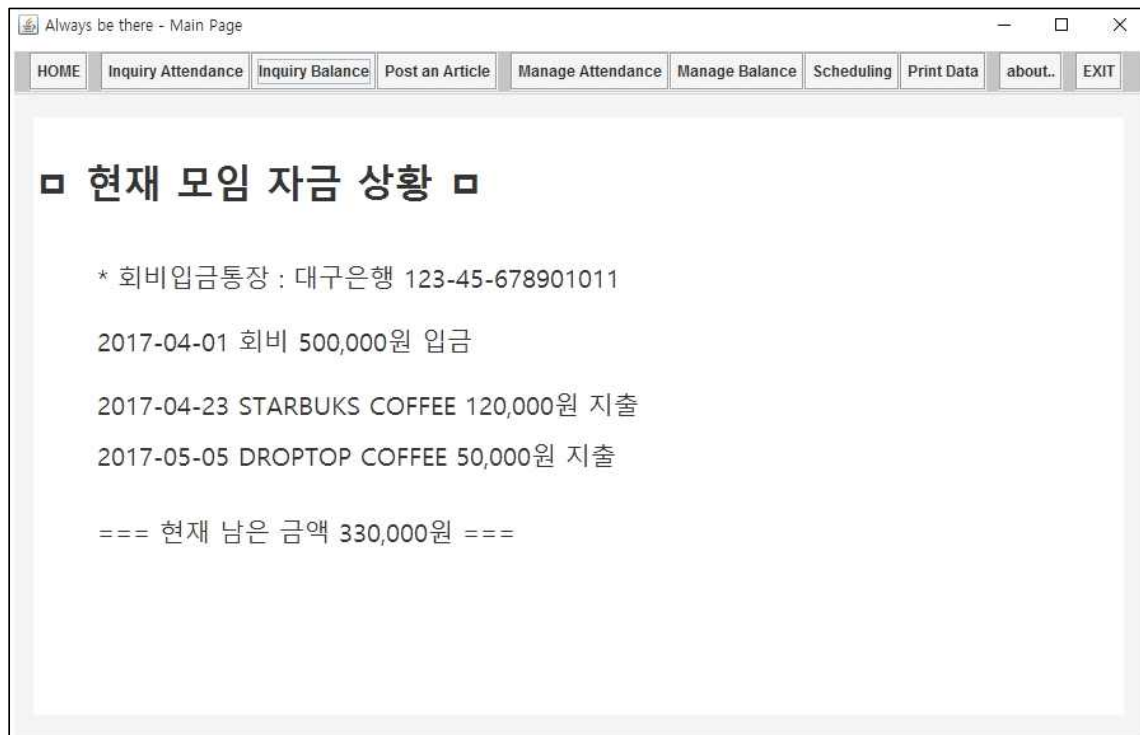 Always be there - Main Page
HOME Inquiry Attendance Inquiry Balance Post an Article Manage Attendance Manage Balance Scheduling Print Data about.. EXIT
ㅁ 현재 모임 자금 상황 ㅁ
* 회비입금통장 : 대구은행 123-45-678901011
2017-04-01 회비 500,000원 입금
2017-04-23 STARBUKS COFFEE 120,000원 지출
2017-05-05 DROPTOP COFFEE 50,000원 지출
=== 현재 남은 금액 330,000원 ===